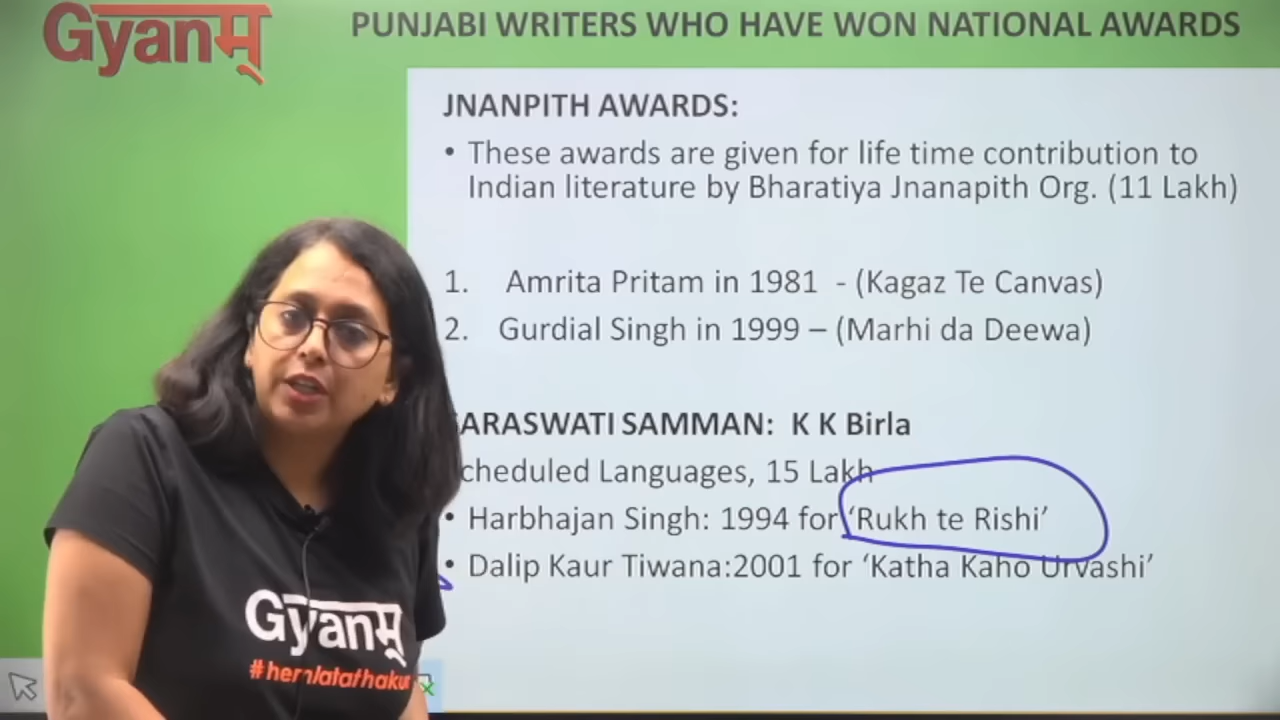 Gyanम्
PUNJABI WRITERS WHO HAVE WON NATIONAL AWARDS
JNANPITH AWARDS:
• These awards are given for life time contribution to
Indian literature by Bharatiya Jnanapith Org. (11 Lakh)
1. Amrita Pritam in 1981 - (Kagaz Te Canvas)
2. Gurdial Singh in 1999 – (Marhi da Deewa)
SARASWATI SAMMAN: K K Birla
cheduled Languages, 15 Lakh
• Harbhajan Singh: 1994 for ‘Rukh te Rishi’
• Dalip Kaur Tiwana:2001 for ‘Katha Kaho Urvashi’
Gyanम्
#hemlatathakur